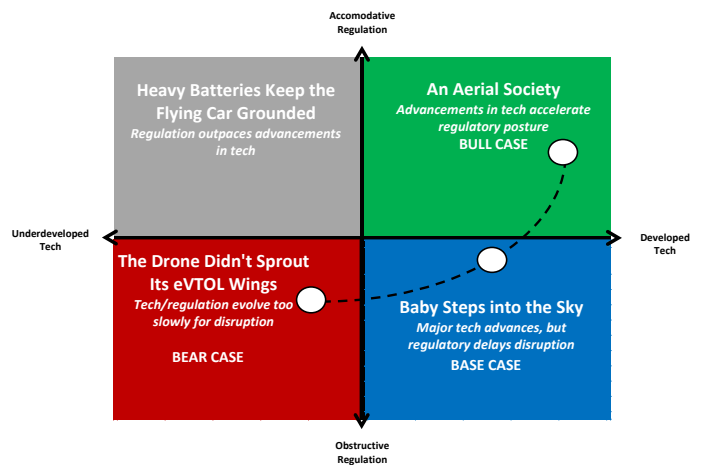 Accomodative
Regulation
Heavy Batteries Keep the
Flying Car Grounded
Regulation outpaces advancements
in tech
An Aerial Society
Advancements in tech accelerate
regulatory posture
BULL CASE
Underdeveloped
Tech
Developed
Tech
The Drone Didn't Sprout
Its eVTOL Wings
Tech/regulation evolve too
slowly for disruption
BEAR CASE
Baby Steps into the Sky
Major tech advances, but
regulatory delays disruption
BASE CASE
Obstructive
Regulation